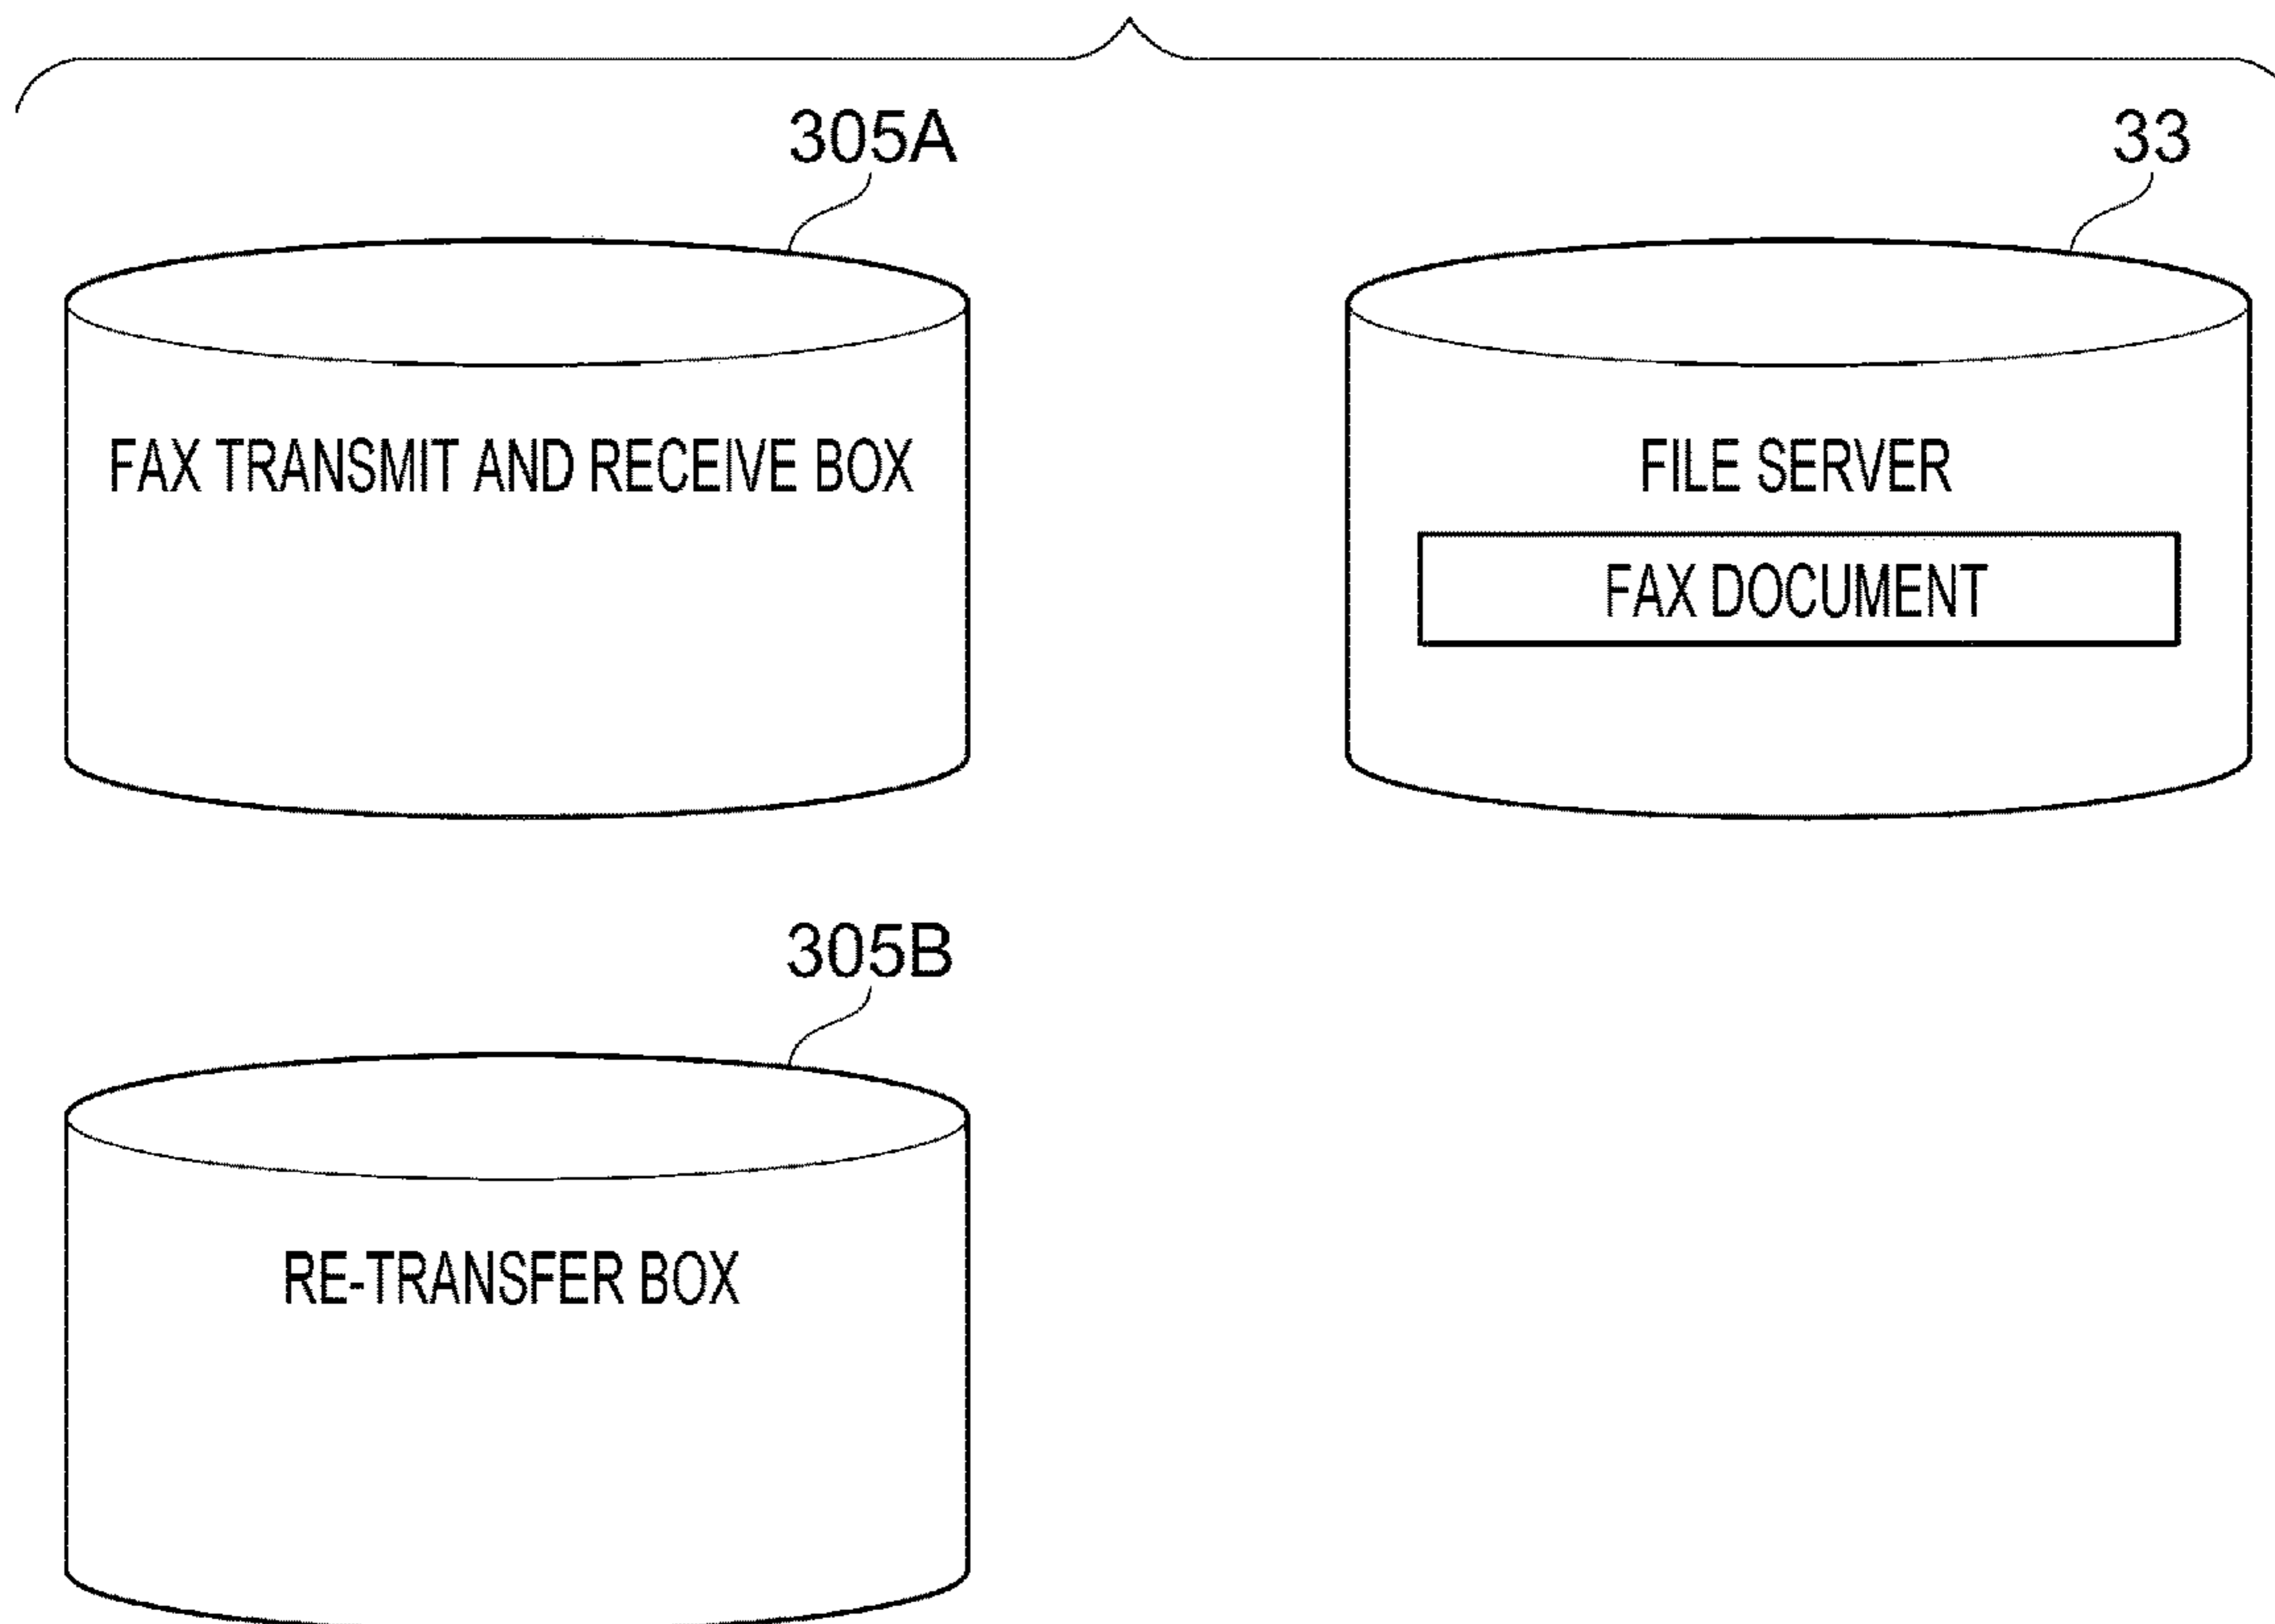 305A
33
FAX TRANSMIT AND RECEIVE BOX
FILE SERVER
FAX DOCUMENT
305B
RE-TRANSFER BOX